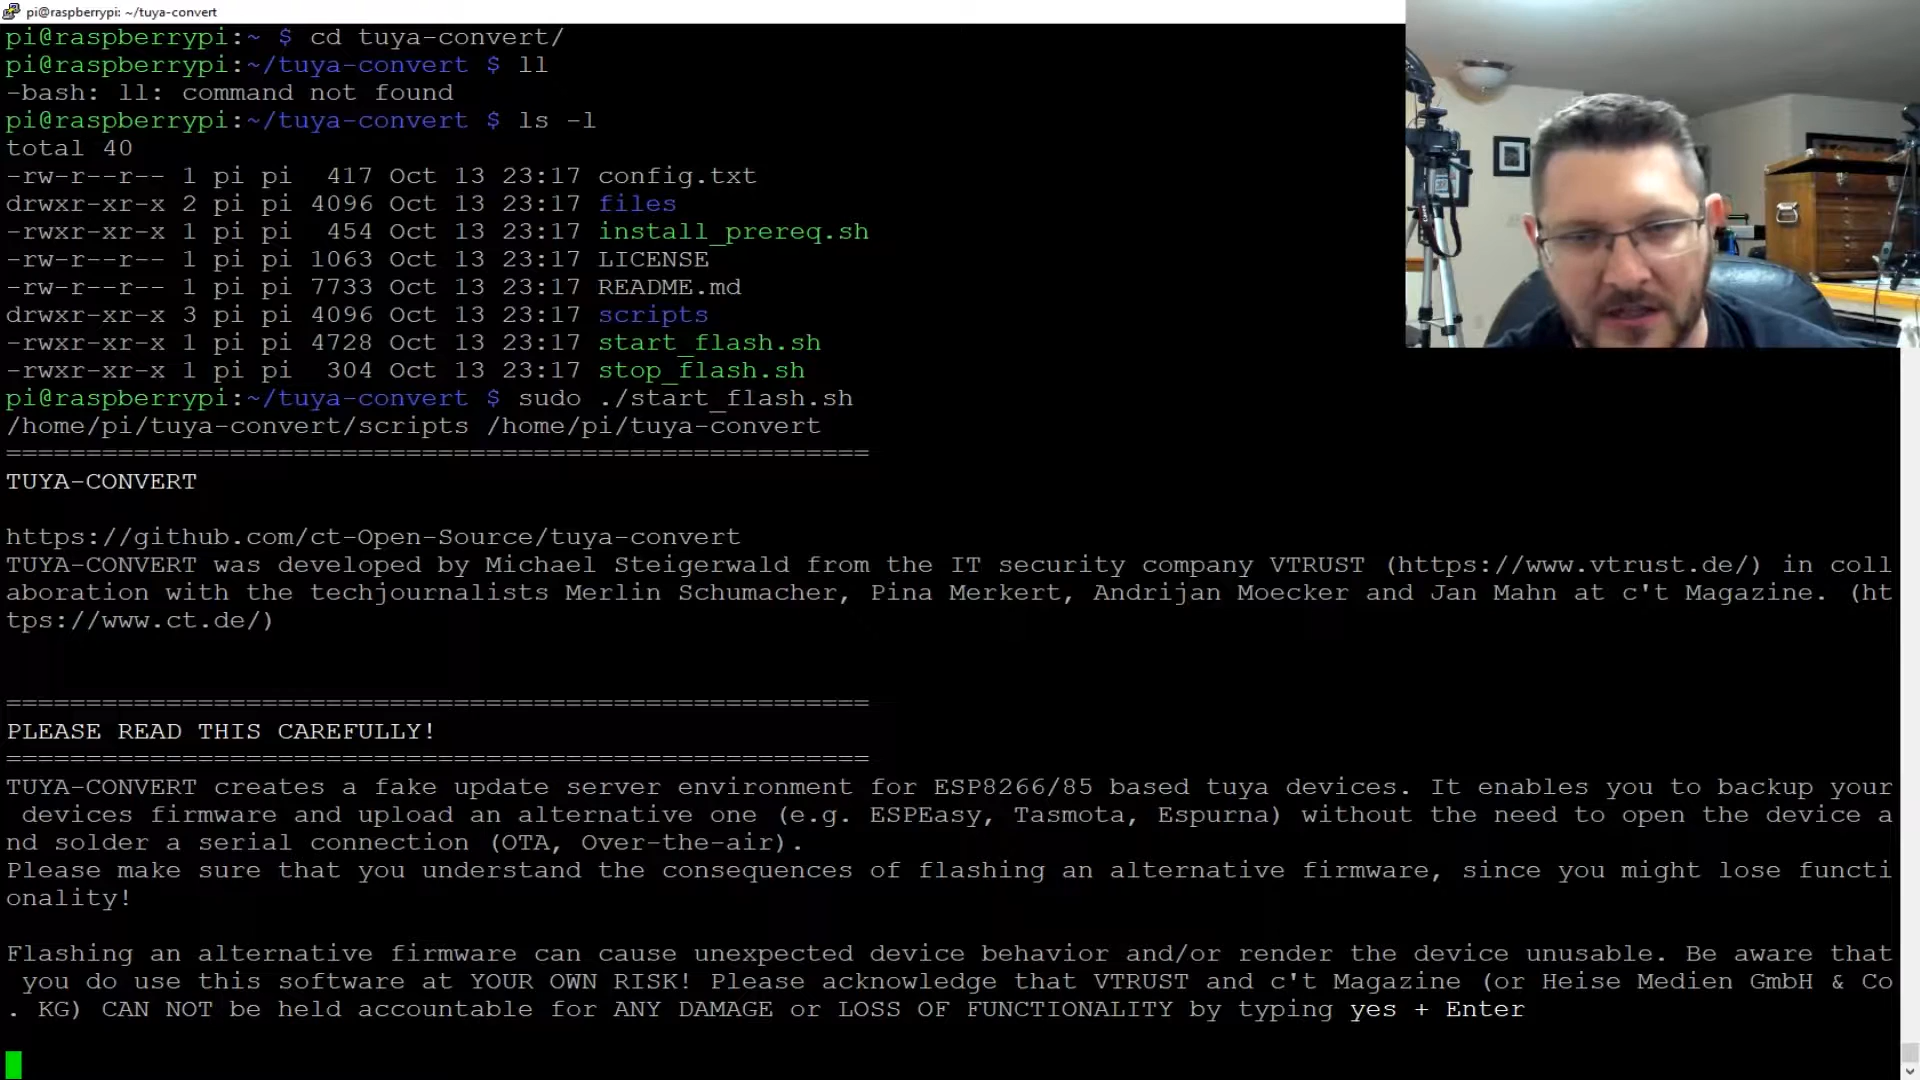 pi@raspberrypi: ~/tuya-convert
pi@raspberrypi:~ $ cd tuya-convert/
pi@raspberrypi:~/tuya-convert $ ll
-bash: ll: command not found
pi@raspberrypi:~/tuya-convert $ ls -l
total 40
-rw-r--r-- 1 pi pi  417 Oct 13 23:17 config.txt
drwxr-xr-x 2 pi pi 4096 Oct 13 23:17 files
-rwxr-xr-x 1 pi pi  454 Oct 13 23:17 install_prereq.sh
-rw-r--r-- 1 pi pi 1063 Oct 13 23:17 LICENSE
-rw-r--r-- 1 pi pi 7733 Oct 13 23:17 README.md
drwxr-xr-x 3 pi pi 4096 Oct 13 23:17 scripts
-rwxr-xr-x 1 pi pi 4728 Oct 13 23:17 start_flash.sh
-rwxr-xr-x 1 pi pi  304 Oct 13 23:17 stop_flash.sh
pi@raspberrypi:~/tuya-convert $ sudo ./start_flash.sh
/home/pi/tuya-convert/scripts /home/pi/tuya-convert
======================================================
TUYA-CONVERT
https://github.com/ct-Open-Source/tuya-convert
TUYA-CONVERT was developed by Michael Steigerwald from the IT security company VTRUST (https://www.vtrust.de/) in coll
aboration with the techjournalists Merlin Schumacher, Pina Merkert, Andrijan Moecker and Jan Mahn at c't Magazine. (ht
tps://www.ct.de/)
======================================================
PLEASE READ THIS CAREFULLY!
======================================================
TUYA-CONVERT creates a fake update server environment for ESP8266/85 based tuya devices. It enables you to backup your
 devices firmware and upload an alternative one (e.g. ESPEasy, Tasmota, Espurna) without the need to open the device a
nd solder a serial connection (OTA, Over-the-air).
Please make sure that you understand the consequences of flashing an alternative firmware, since you might lose functi
onality!
Flashing an alternative firmware can cause unexpected device behavior and/or render the device unusable. Be aware that
 you do use this software at YOUR OWN RISK! Please acknowledge that VTRUST and c't Magazine (or Heise Medien GmbH & Co
. KG) CAN NOT be held accountable for ANY DAMAGE or LOSS OF FUNCTIONALITY by typing yes + Enter